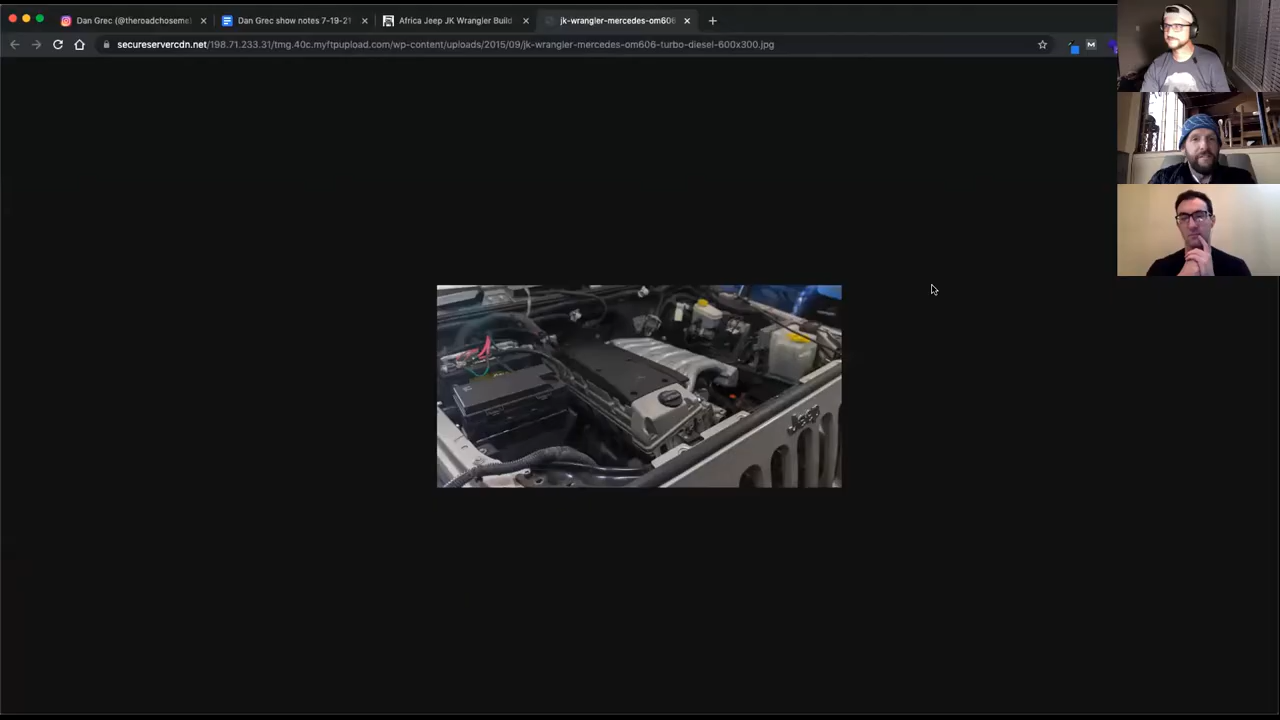 Dan Grec (@theroadchoseme
Dan Grec show notes 7-19-21
Africa Jeep JK Wrangler Build
jk-wrangler-mercedes-om606
secureservercdn.net/198.71.233.31/tmg.40c.myftpupload.com/wp-content/uploads/2015/09/jk-wrangler-mercedes-om606-turbo-diesel-600x300.jpg
M
Jeep